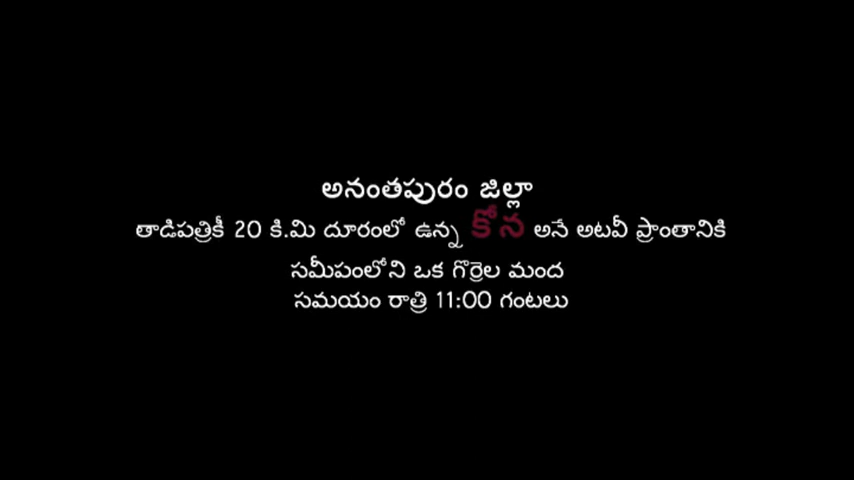 అనంతపురం జిల్లా
తాడిపత్రికీ 20 కి.మి దూరంలో ఉన్న కోన అనే అటవీ ప్రాంతానికి
సమీపంలోని ఒక గొర్రెల మంద
సమయం రాత్రి 11:00 గంటలు